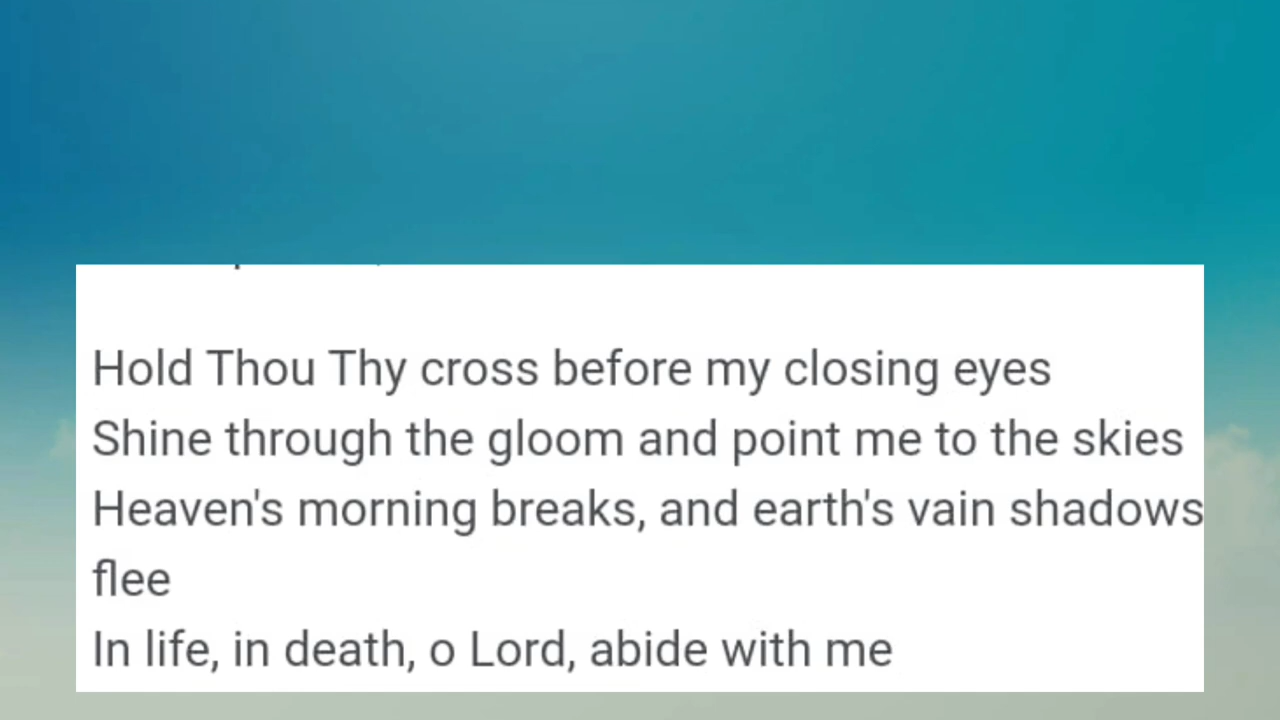 Hold Thou Thy cross before my closing eyes
Shine through the gloom and point me to the skies
Heaven's morning breaks, and earth's vain shadows
flee
In life, in death, o Lord, abide with me